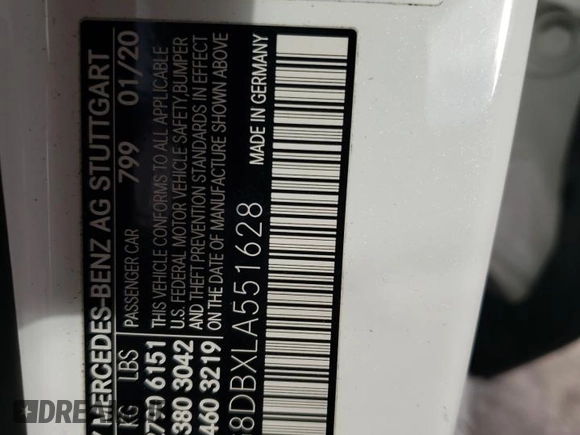 MERCEDES-BENZ AG STUTTGART
799 01/20
KG LBS PASSENGER CAR
6151 THIS VEHICLE CONFORMS TO ALL APPLICABLE
380 3042 U.S. FEDERAL MOTOR VEHICLE SAFETY, BUMPER
460 3219 AND THEFT PREVENTION STANDARDS IN EFFECT
ON THE DATE OF MANUFACTURE SHOWN ABOVE
8DBXLA551628 MADE IN GERMANY